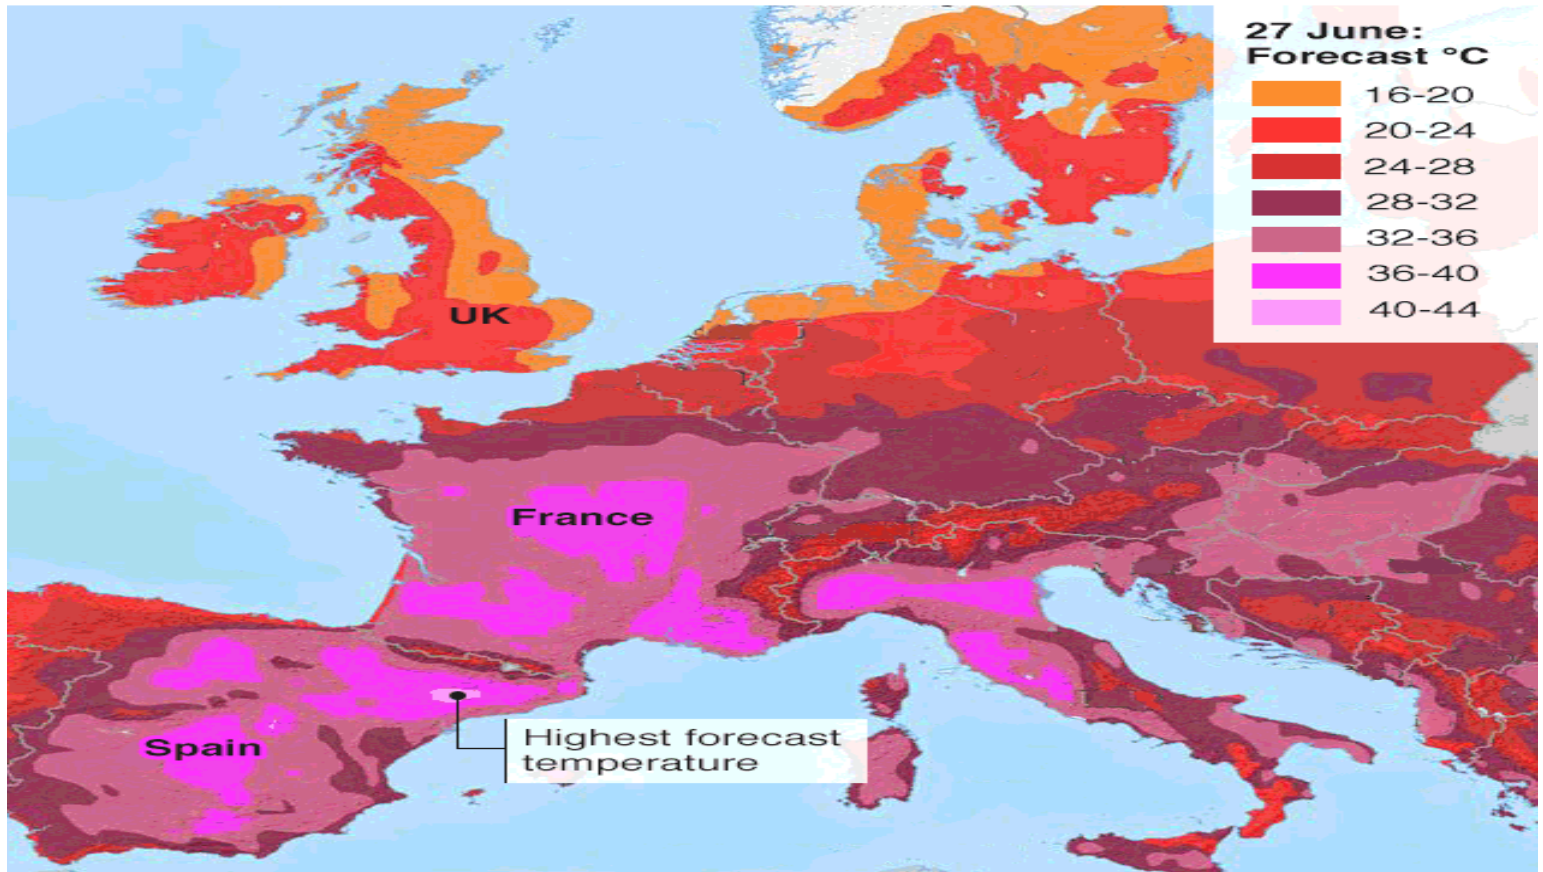 27 June:
Forecast °C
16-20
20-24
24-28
28-32
32-36
36-40
40-44
UK
France
Spain
Highest forecast
temperature